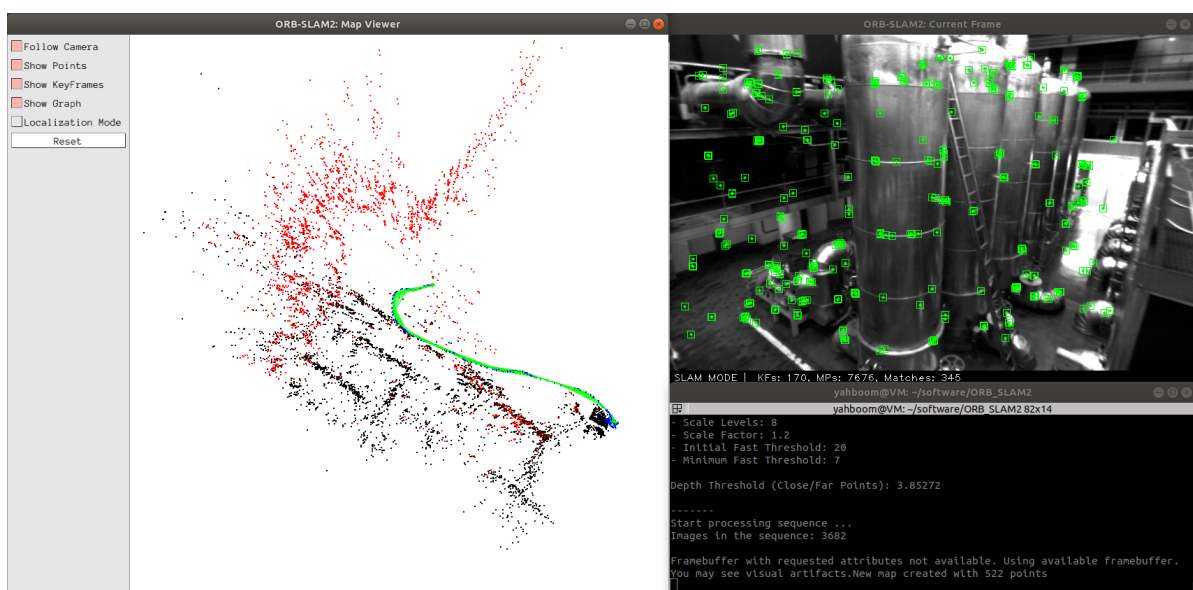 ORB-SLAM2: Map Viewer
Follow Camera
Show Points
Show KeyFrames
Show Graph
Localization Mode
Reset
ORB-SLAM2: Current Frame
SLAM MODE |  KFs: 170, MPs: 7676, Matches: 345
yahboom@VM: ~/software/ORB_SLAM2
yahboom@VM: ~/software/ORB_SLAM2 82x14
- Scale Levels: 8
- Scale Factor: 1.2
- Initial Fast Threshold: 20
- Minimum Fast Threshold: 7
Depth Threshold (Close/Far Points): 3.85272
-------
Start processing sequence ...
Images in the sequence: 3682
Framebuffer with requested attributes not available. Using available framebuffer.
You may see visual artifacts.New map created with 522 points